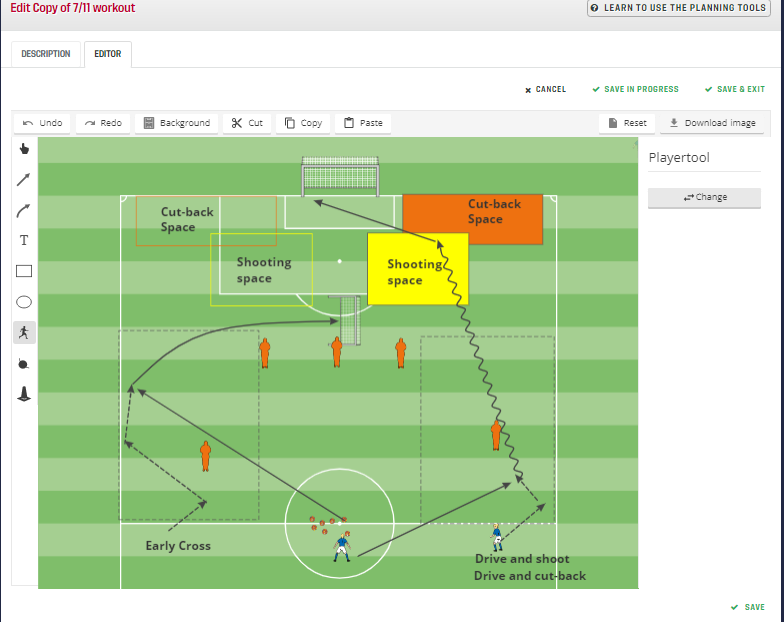 Edit Copy of 7/11 workout
LEARN TO USE THE PLANNING TOOLS
DESCRIPTION
EDITOR
CANCEL
SAVE IN PROGRESS
SAVE & EXIT
Undo
Redo
Background
Cut
Copy
Paste
Reset
Download image
T
Playertool
Change
Cut-back
Space
Cut-back
Space
Shooting
space
Shooting
space
Early Cross
Drive and shoot
Drive and cut-back
SAVE